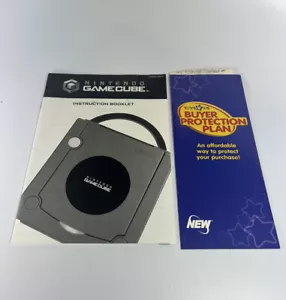 NINTENDO
GAMECUBE
INSTRUCTION BOOKLET
NINTENDO
GAMECUBE
BUYER
PROTECTION
PLAN
An affordable
way to protect
your purchase!
NEW